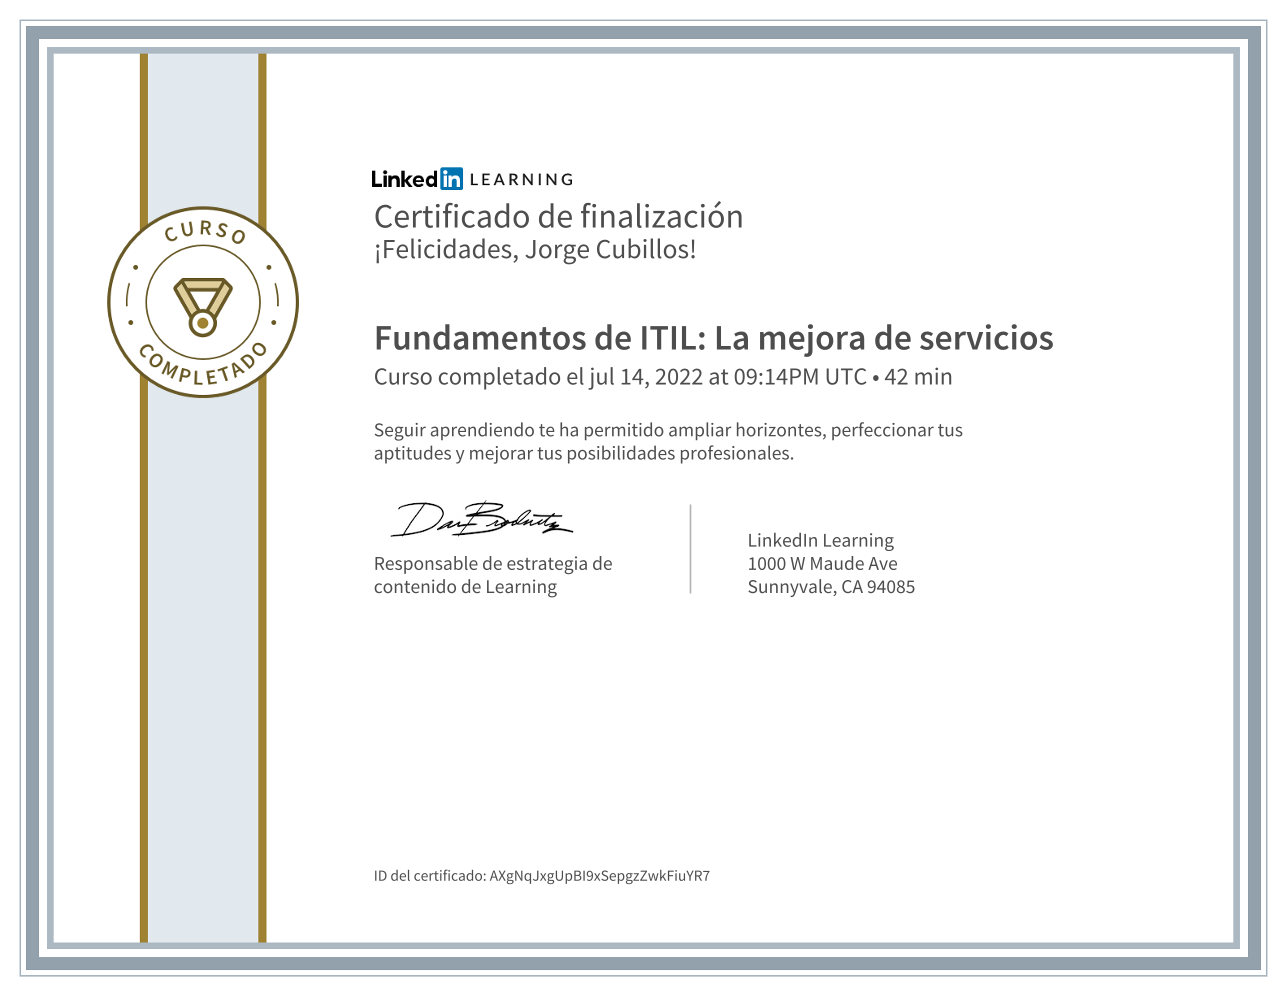 LinkedIn LEARNING
Certificado de finalización
¡Felicidades, Jorge Cubillos!
CURSO
COMPLETADO
Fundamentos de ITIL: La mejora de servicios
Curso completado el jul 14, 2022 at 09:14PM UTC • 42 min
Seguir aprendiendo te ha permitido ampliar horizontes, perfeccionar tus
aptitudes y mejorar tus posibilidades profesionales.
Responsable de estrategia de
contenido de Learning
LinkedIn Learning
1000 W Maude Ave
Sunnyvale, CA 94085
ID del certificado: AXgNqJxgUpBI9xSepgzZwkFiuYR7